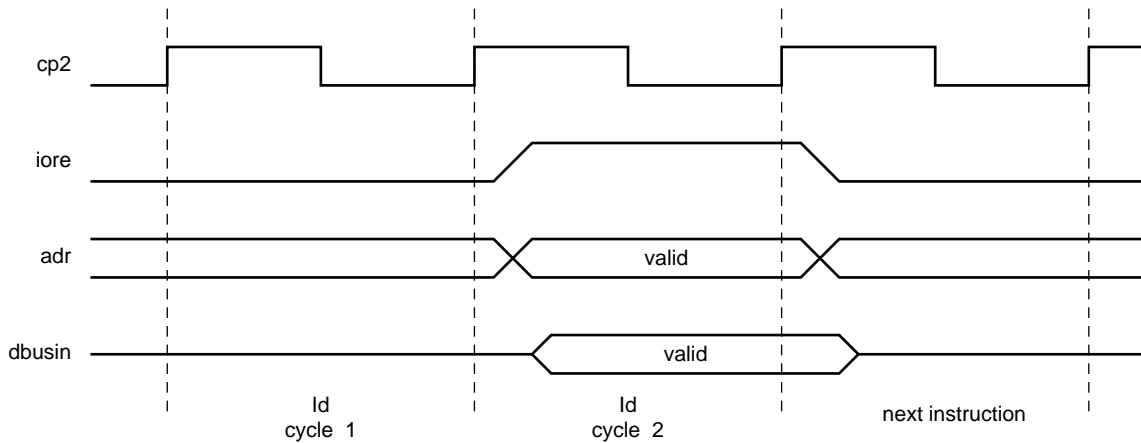 cp2
iore
adr
valid
dbusin
valid
ld
cycle 1
ld
cycle 2
next instruction